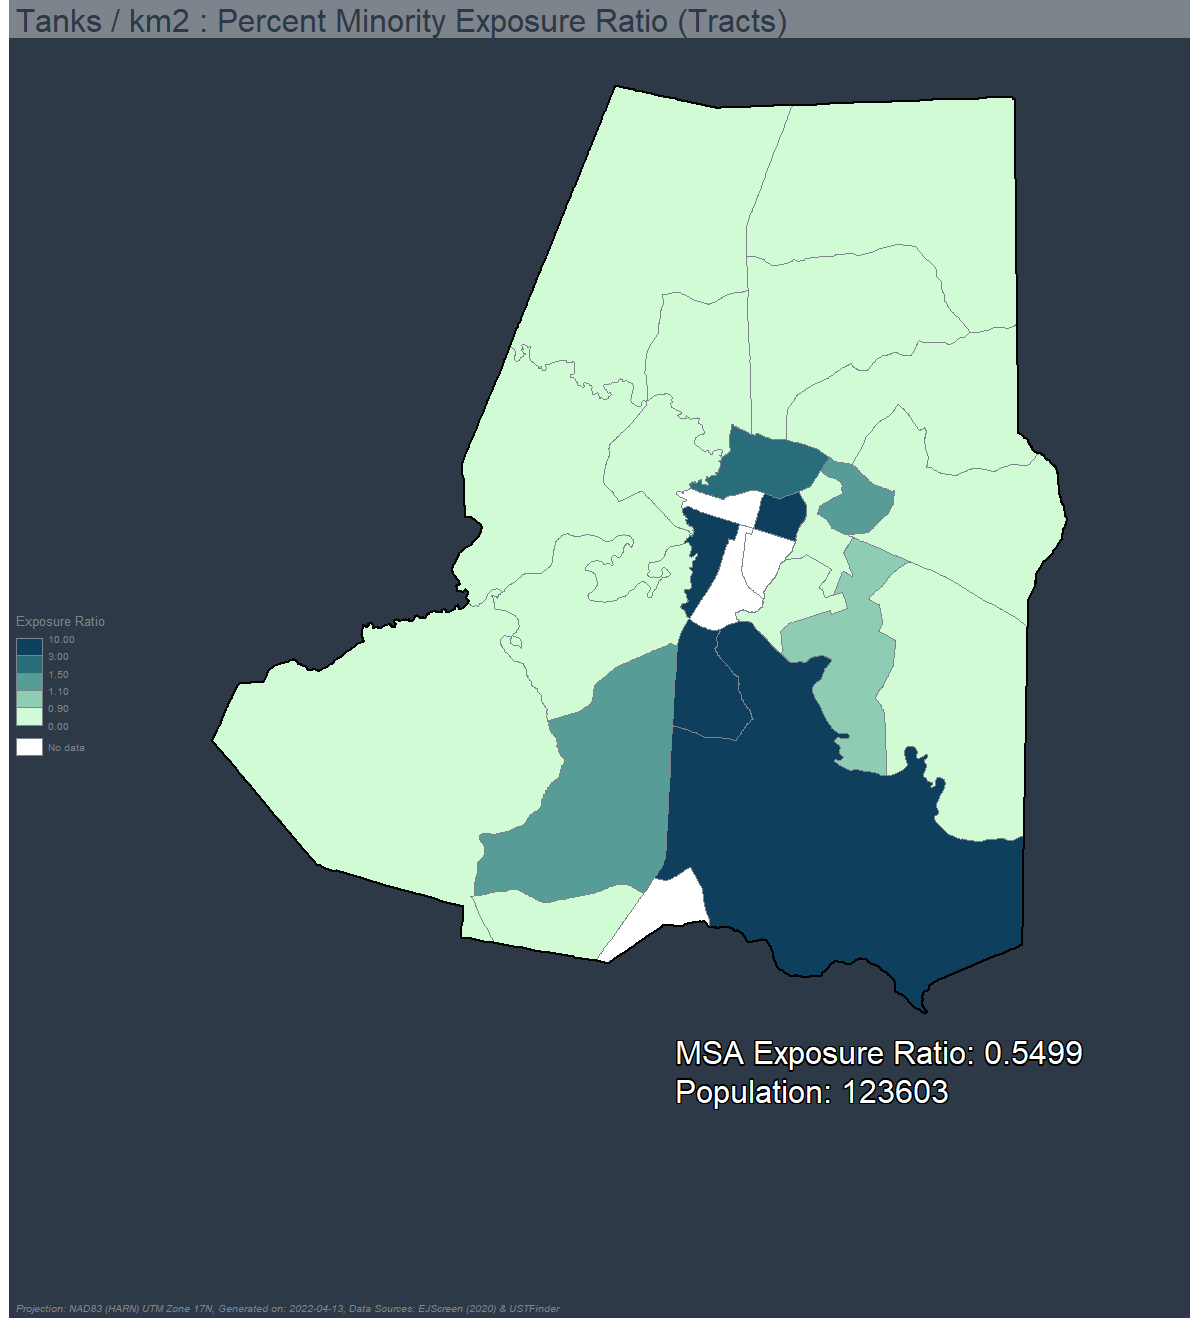 Tanks / km2 : Percent Minority Exposure Ratio (Tracts)
Exposure Ratio
10.00
3.00
1.50
1.10
0.90
0.00
No data
MSA Exposure Ratio: 0.5499
Population: 123603
Projection: NAD83 (HARN) UTM Zone 17N, Generated on: 2022-04-13, Data Sources: EJScreen (2020) & USTFinder